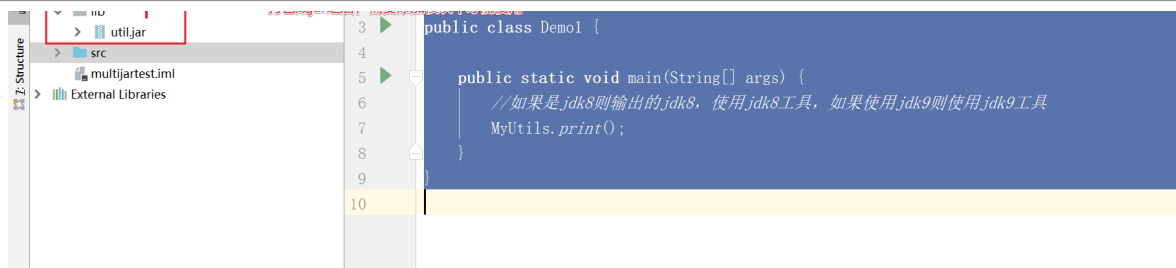 lib
util.jar
src
multijartest.iml
External Libraries
Z: Structure
3 public class Demo1 {
4
5 public static void main(String[] args) {
6 //如果是jdk8则输出的jdk8，使用jdk8工具，如果使用jdk9则使用jdk9工具
7 MyUtils.print();
8 }
9 }
10